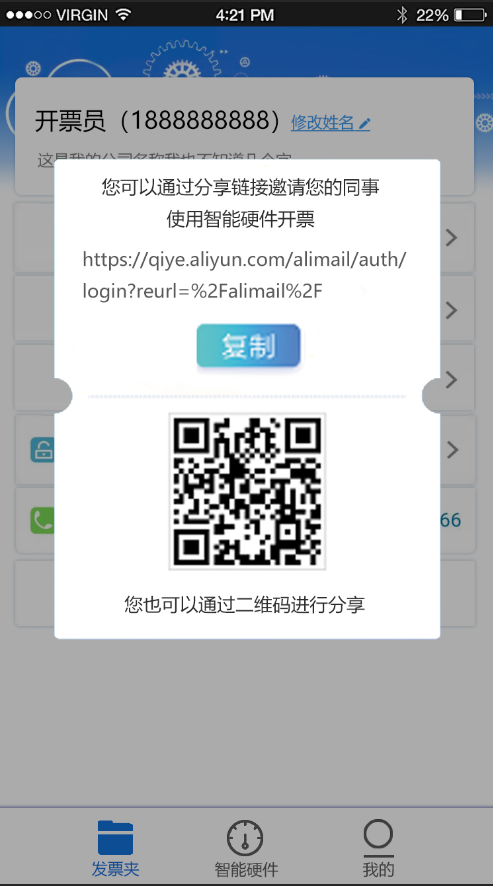 VIRGIN 4:21 PM 22%
开票员（1888888888）修改姓名
这是我的公司名称我也不知道几个字
您可以通过分享链接邀请您的同事
使用智能硬件开票
https://qiye.aliyun.com/alimail/auth/
login?reurl=%2Falimail%2F
复制
66
您也可以通过二维码进行分享
发票夹 智能硬件 我的